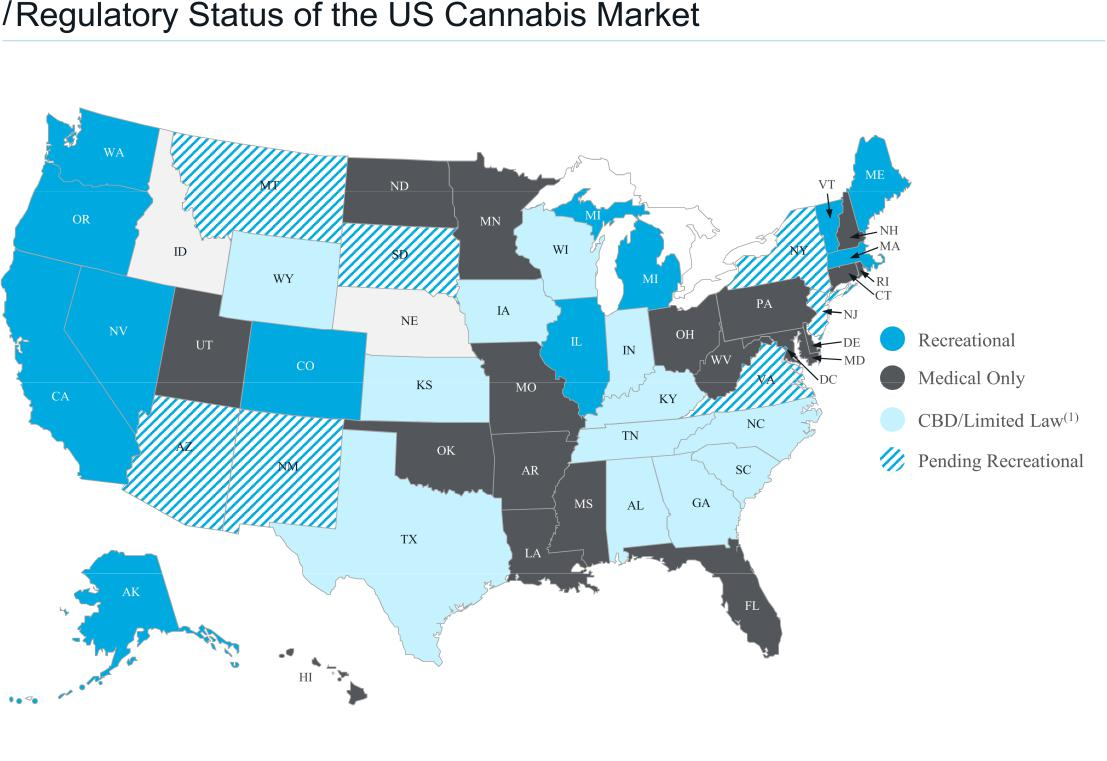 /Regulatory Status of the US Cannabis Market
WA
MT
ND
MN
ME
VT
OR
MI
NH
ID
SD
WI
NY
MA
WY
MI
RI
CT
IA
PA
NJ
NE
NV
OH
Recreational
UT
IL
IN
DE
CO
WV
MD
Medical Only
VA
DC
KS
MO
CA
KY
CBD/Limited Law(1)
NC
TN
AZ
OK
Pending Recreational
NM
AR
SC
MS
AL
GA
TX
LA
AK
FL
HI